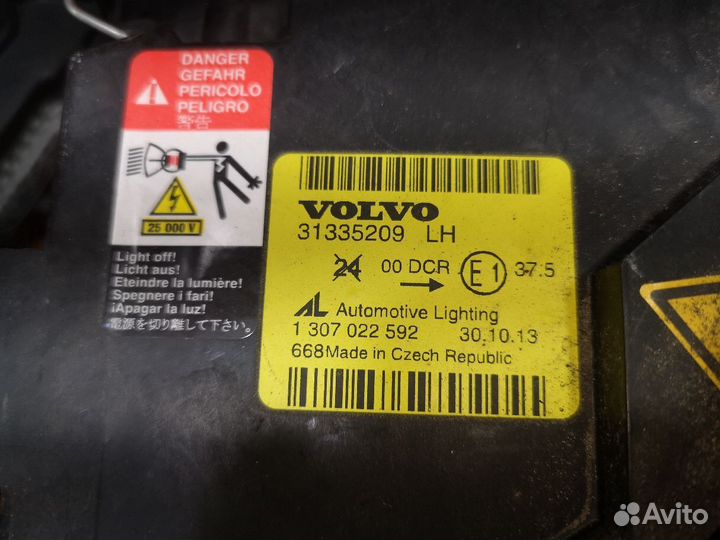 DANGER
GEFAHR
PERICOLO
PELIGRO
警告
25 000 V
Light off!
Licht aus!
Eteindre la lumière!
Spegnere i fari!
¡Apagar la luz!
電源を切り離して下さい。
VOLVO
31335209 LH
24 00 DCR → E1 37.5
AL Automotive Lighting
1 307 022 592 30.10.13
668 Made in Czech Republic
Avito